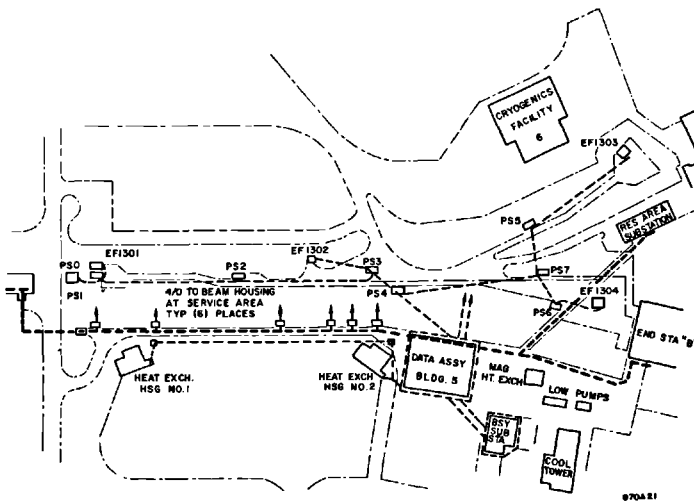 CRYOGENICS
FACILITY
6
EF1303
RES AREA
SUBSTATION
PS5
EF1301
EF1302
PS0
PS1
PS2
PS3
PS7
4/0 TO BEAM HOUSING
AT SERVICE AREA
TYP (6) PLACES
PS4
EF1304
PS6
END STA "B"
DATA ASSY
BLDG. 5
MAG
HT. EXCH
HEAT EXCH.
HSG NO. 1
HEAT EXCH
HSG NO. 2
LOW PUMPS
BSY
SUB
STA
COOL
TOWER
970A21